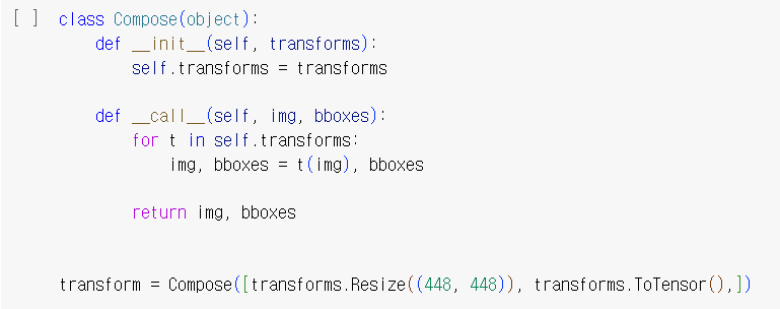 [ ] class Compose(object):
    def __init__(self, transforms):
        self.transforms = transforms
    def __call__(self, img, bboxes):
        for t in self.transforms:
            img, bboxes = t(img), bboxes
        return img, bboxes
transform = Compose([transforms.Resize((448, 448)), transforms.ToTensor(),])